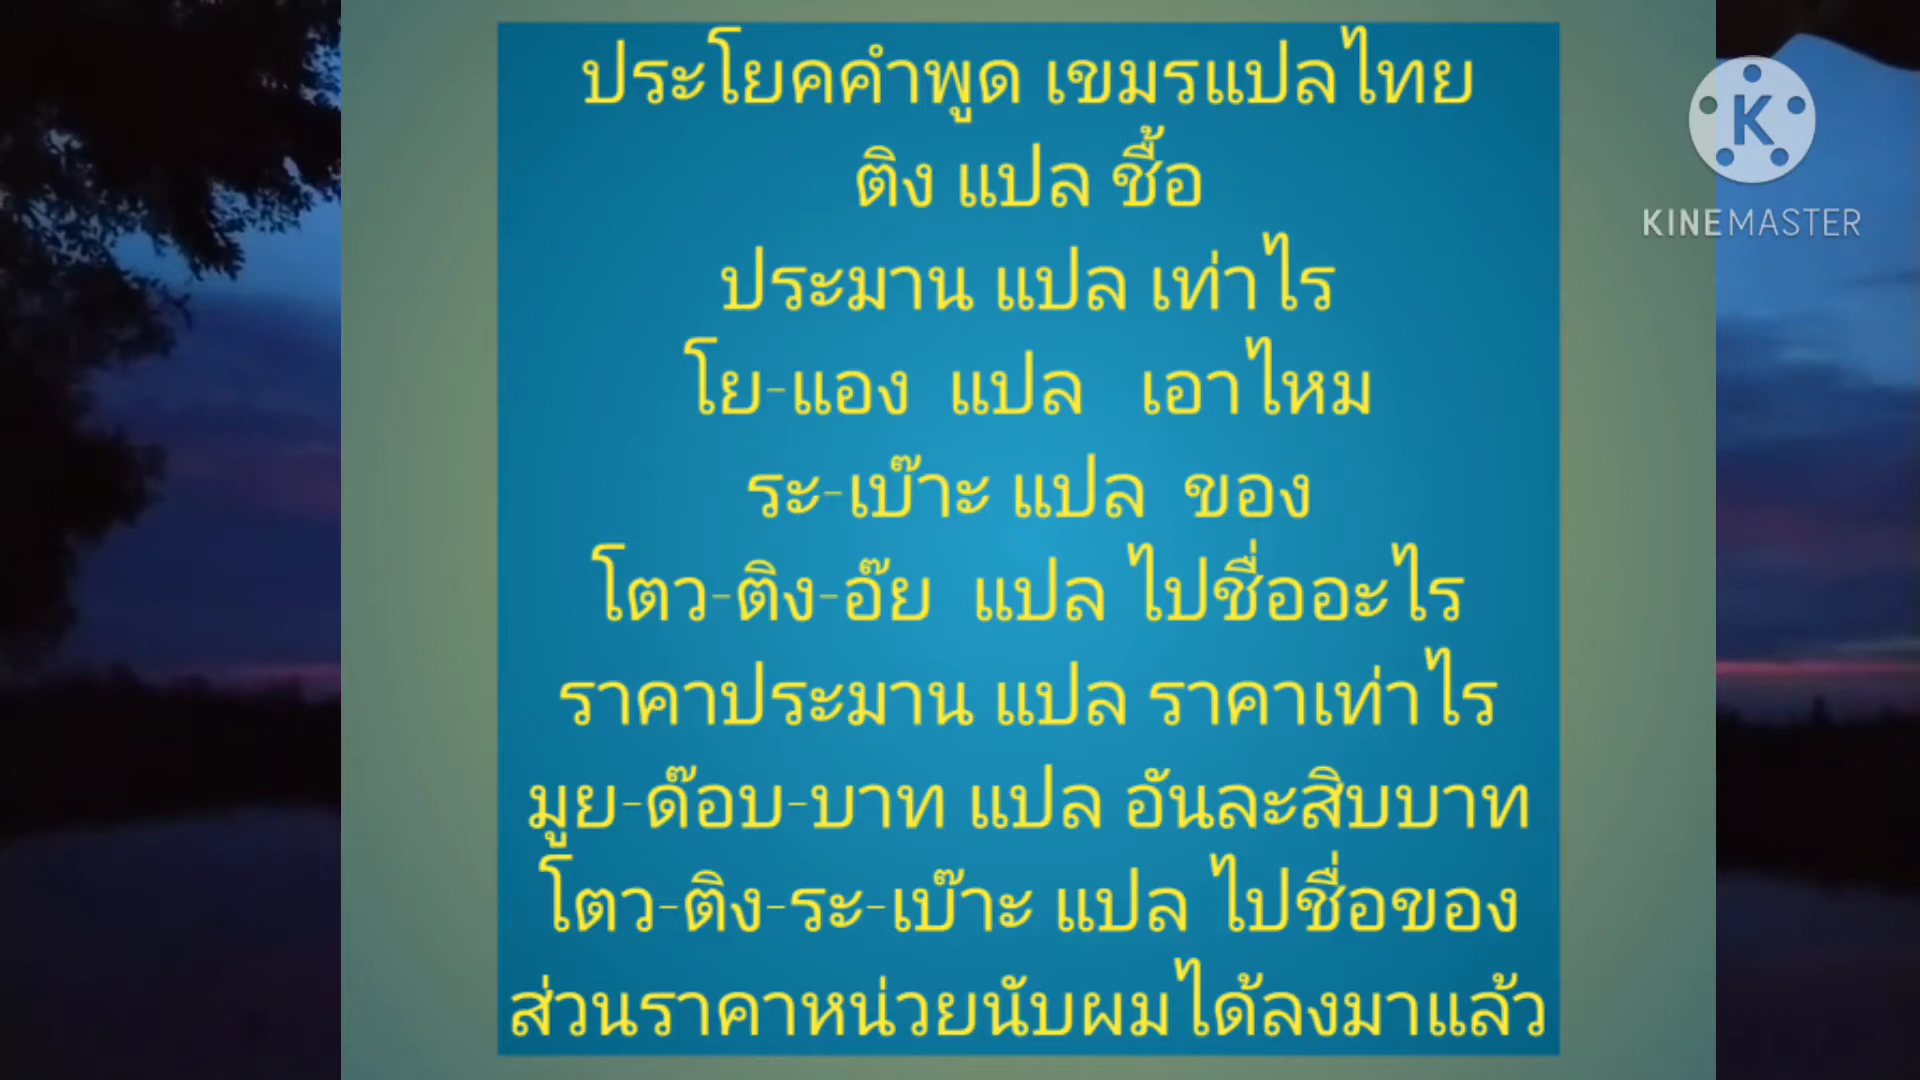 ประโยคคำพูด เขมรแปลไทย
ติง แปล ชื้อ
ประมาน แปล เท่าไร
โย-แอง แปล เอาไหม
ระ-เบ๊าะ แปล ของ
โตว-ติง-อ๊ย แปล ไปชื่ออะไร
ราคาประมาน แปล ราคาเท่าไร
มูย-ด๊อบ-บาท แปล อันละสิบบาท
โตว-ติง-ระ-เบ๊าะ แปล ไปชื่อของ
ส่วนราคาหน่วยนับผมได้ลงมาแล้ว
K
KINEMASTER